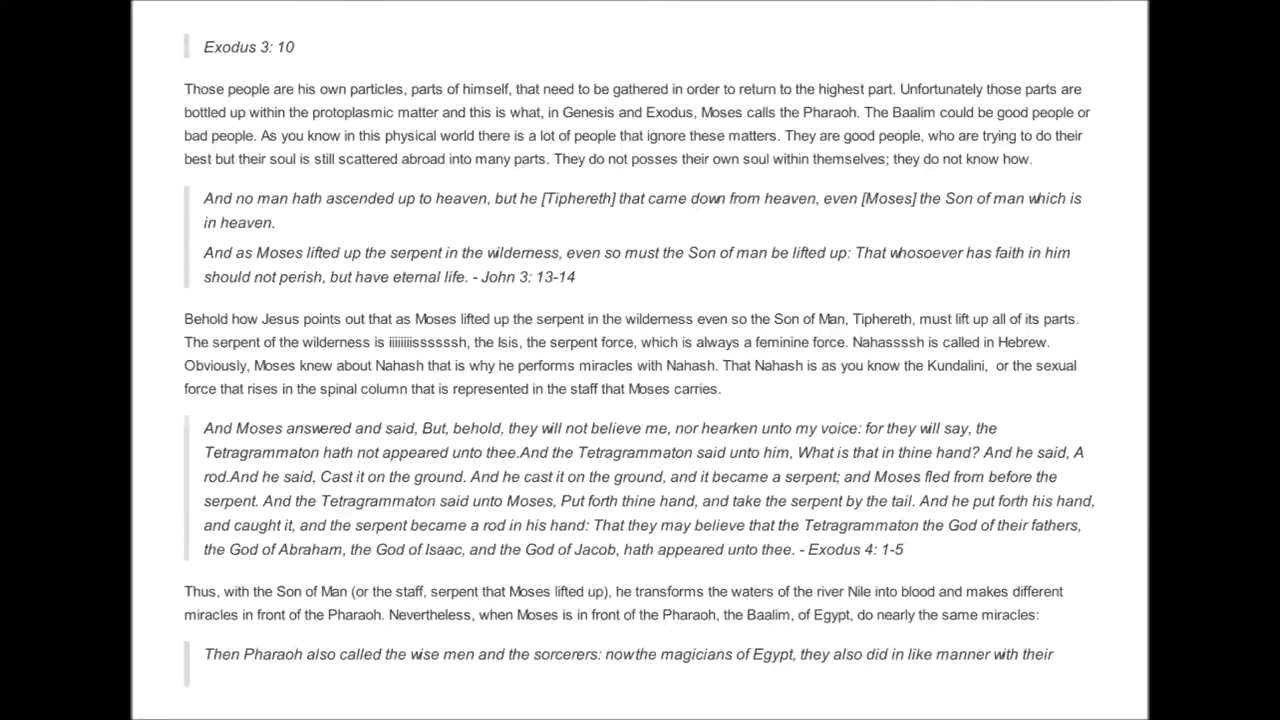 Exodus 3: 10
Those people are his own particles, parts of himself, that need to be gathered in order to return to the highest part. Unfortunately those parts are
bottled up within the protoplasmic matter and this is what, in Genesis and Exodus, Moses calls the Pharaoh. The Baalim could be good people or
bad people. As you know in this physical world there is a lot of people that ignore these matters. They are good people, who are trying to do their
best but their soul is still scattered abroad into many parts. They do not posses their own soul within themselves; they do not know how.
And no man hath ascended up to heaven, but he [Tiphereth] that came down from heaven, even [Moses] the Son of man which is
in heaven.
And as Moses lifted up the serpent in the wilderness, even so must the Son of man be lifted up: That whosoever has faith in him
should not perish, but have eternal life. - John 3: 13-14
Behold how Jesus points out that as Moses lifted up the serpent in the wilderness even so the Son of Man, Tiphereth, must lift up all of its parts.
The serpent of the wilderness is iiiiiiiissssssh, the Isis, the serpent force, which is always a feminine force. Nahassssh is called in Hebrew.
Obviously, Moses knew about Nahash that is why he performs miracles with Nahash. That Nahash is as you know the Kundalini, or the sexual
force that rises in the spinal column that is represented in the staff that Moses carries.
And Moses answered and said, But, behold, they will not believe me, nor hearken unto my voice: for they will say, the
Tetragrammaton hath not appeared unto thee.And the Tetragrammaton said unto him, What is that in thine hand? And he said, A
rod.And he said, Cast it on the ground. And he cast it on the ground, and it became a serpent; and Moses fled from before the
serpent. And the Tetragrammaton said unto Moses, Put forth thine hand, and take the serpent by the tail. And he put forth his hand,
and caught it, and the serpent became a rod in his hand: That they may believe that the Tetragrammaton the God of their fathers,
the God of Abraham, the God of Isaac, and the God of Jacob, hath appeared unto thee. - Exodus 4: 1-5
Thus, with the Son of Man (or the staff, serpent that Moses lifted up), he transforms the waters of the river Nile into blood and makes different
miracles in front of the Pharaoh. Nevertheless, when Moses is in front of the Pharaoh, the Baalim, of Egypt, do nearly the same miracles:
Then Pharaoh also called the wise men and the sorcerers: now the magicians of Egypt, they also did in like manner with their